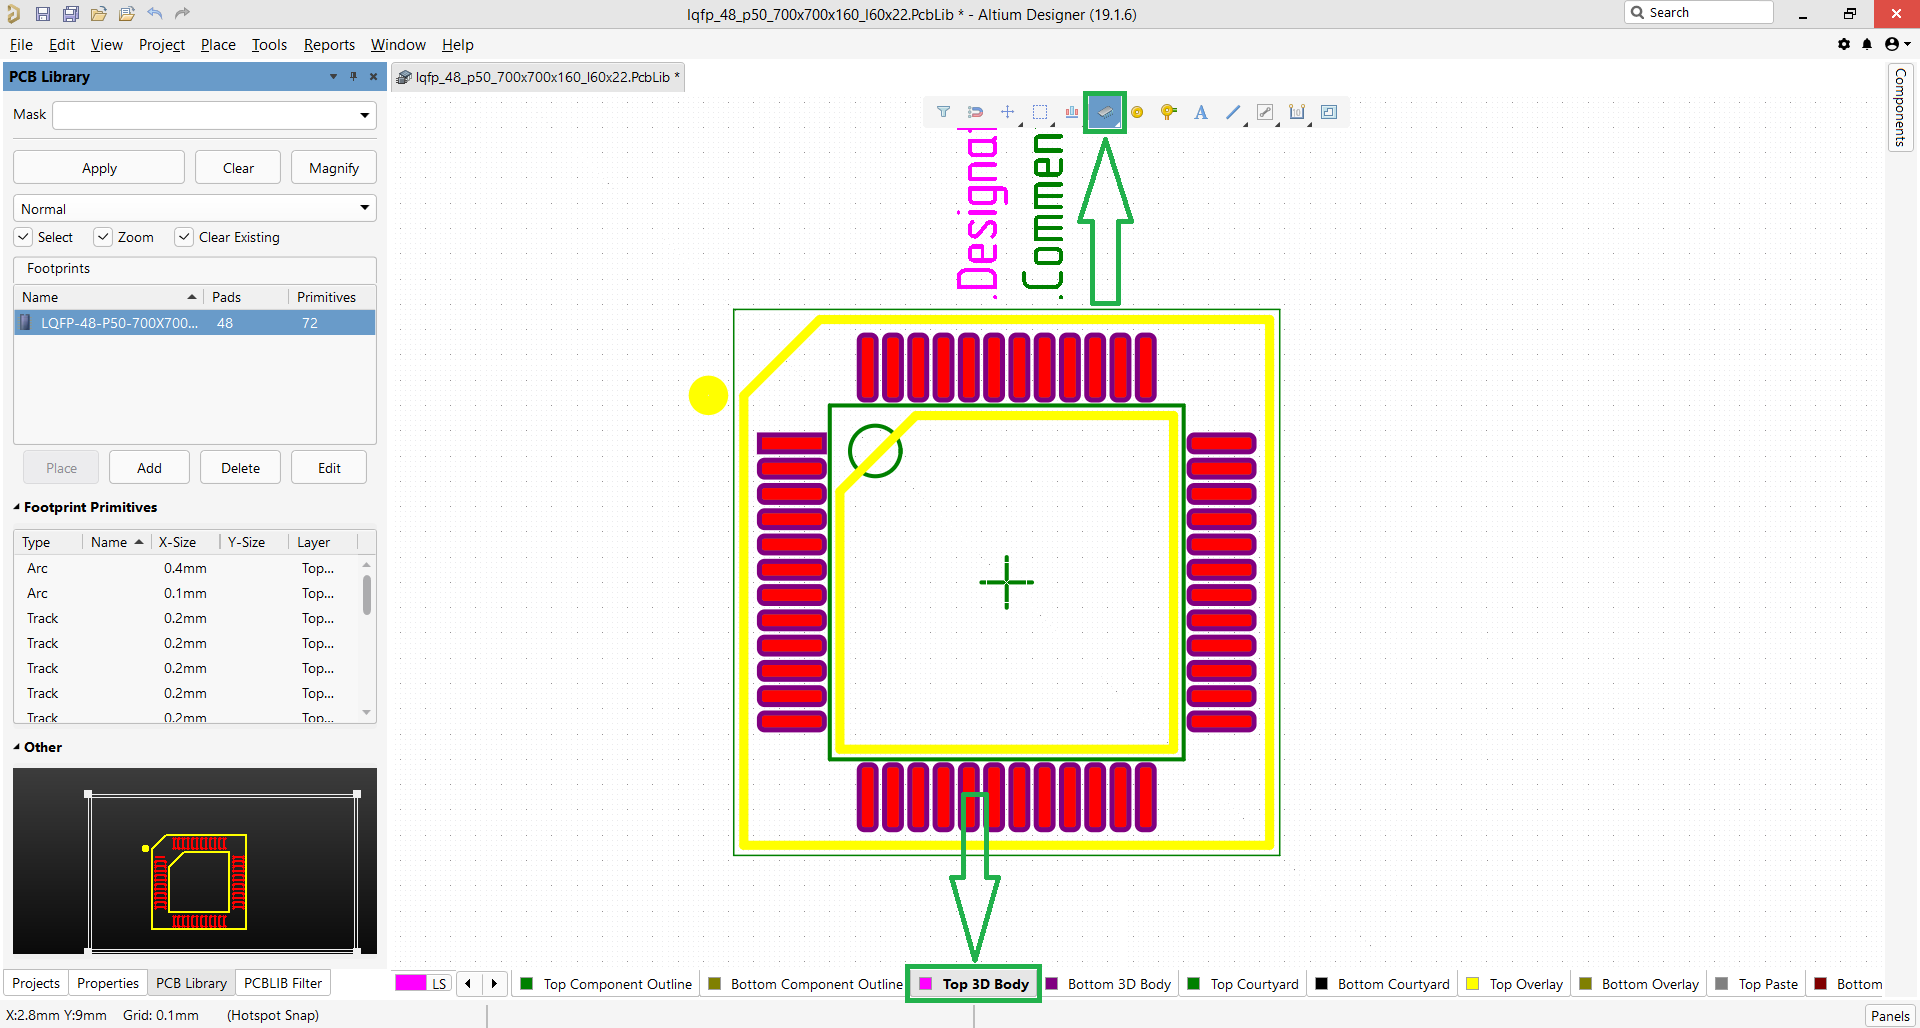 lqfp_48_p50_700x700x160_l60x22.PcbLib * - Altium Designer (19.1.6)
Search
File Edit View Project Place Tools Reports Window Help
PCB Library
lqfp_48_p50_700x700x160_l60x22.PcbLib *
Components
Mask
Apply Clear Magnify
Normal
Select Zoom Clear Existing
Footprints
Name Pads Primitives
LQFP-48-P50-700X700... 48 72
Place Add Delete Edit
Footprint Primitives
Type Name X-Size Y-Size Layer
Arc 0.4mm Top...
Arc 0.1mm Top...
Track 0.2mm Top...
Track 0.2mm Top...
Track 0.2mm Top...
Track 0.2mm Top...
Track 0.2mm Top...
Other
.Designat
.Commen
Projects Properties PCB Library PCBLIB Filter
LS Top Component Outline Bottom Component Outline Top 3D Body Bottom 3D Body Top Courtyard Bottom Courtyard Top Overlay Bottom Overlay Top Paste Bottom
X:2.8mm Y:9mm Grid: 0.1mm (Hotspot Snap)
Panels